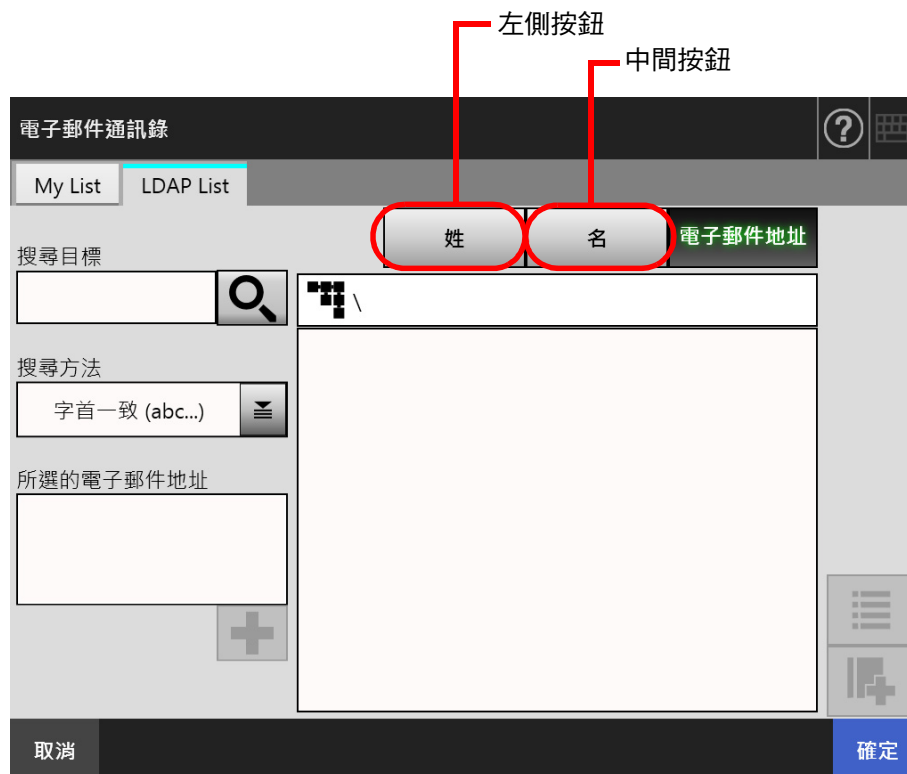 左側按鈕
中間按鈕
電子郵件通訊錄
?
My List LDAP List
姓 名 電子郵件地址
搜尋目標
\
搜尋方法
字首一致 (abc...)
所選的電子郵件地址
取消 確定